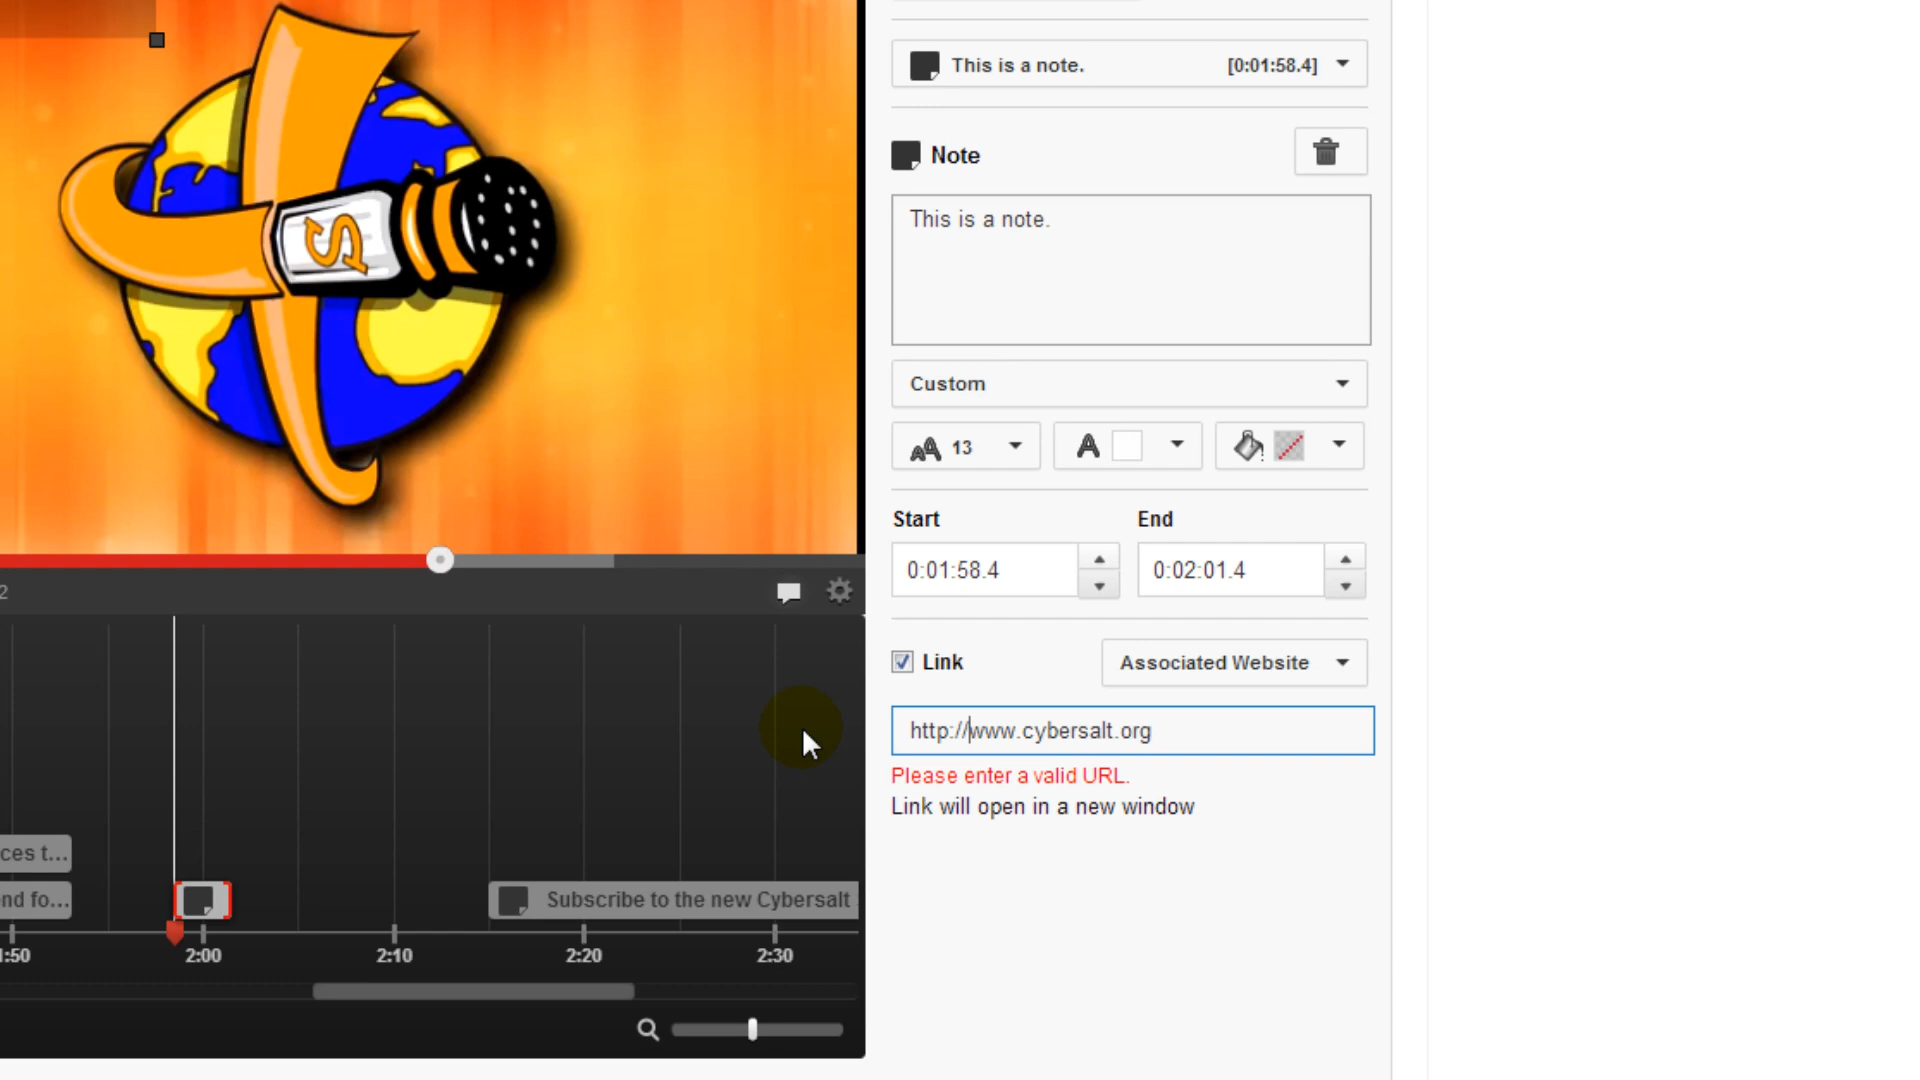 This is a note. [0:01:58.4]
Note
This is a note.
Custom
A A 13 A
Start End
0:01:58.4 0:02:01.4
Link Associated Website
http://www.cybersalt.org
Please enter a valid URL.
Link will open in a new window
S
2
ces t...
nd fo...
Subscribe to the new Cybersalt
:50 2:00 2:10 2:20 2:30